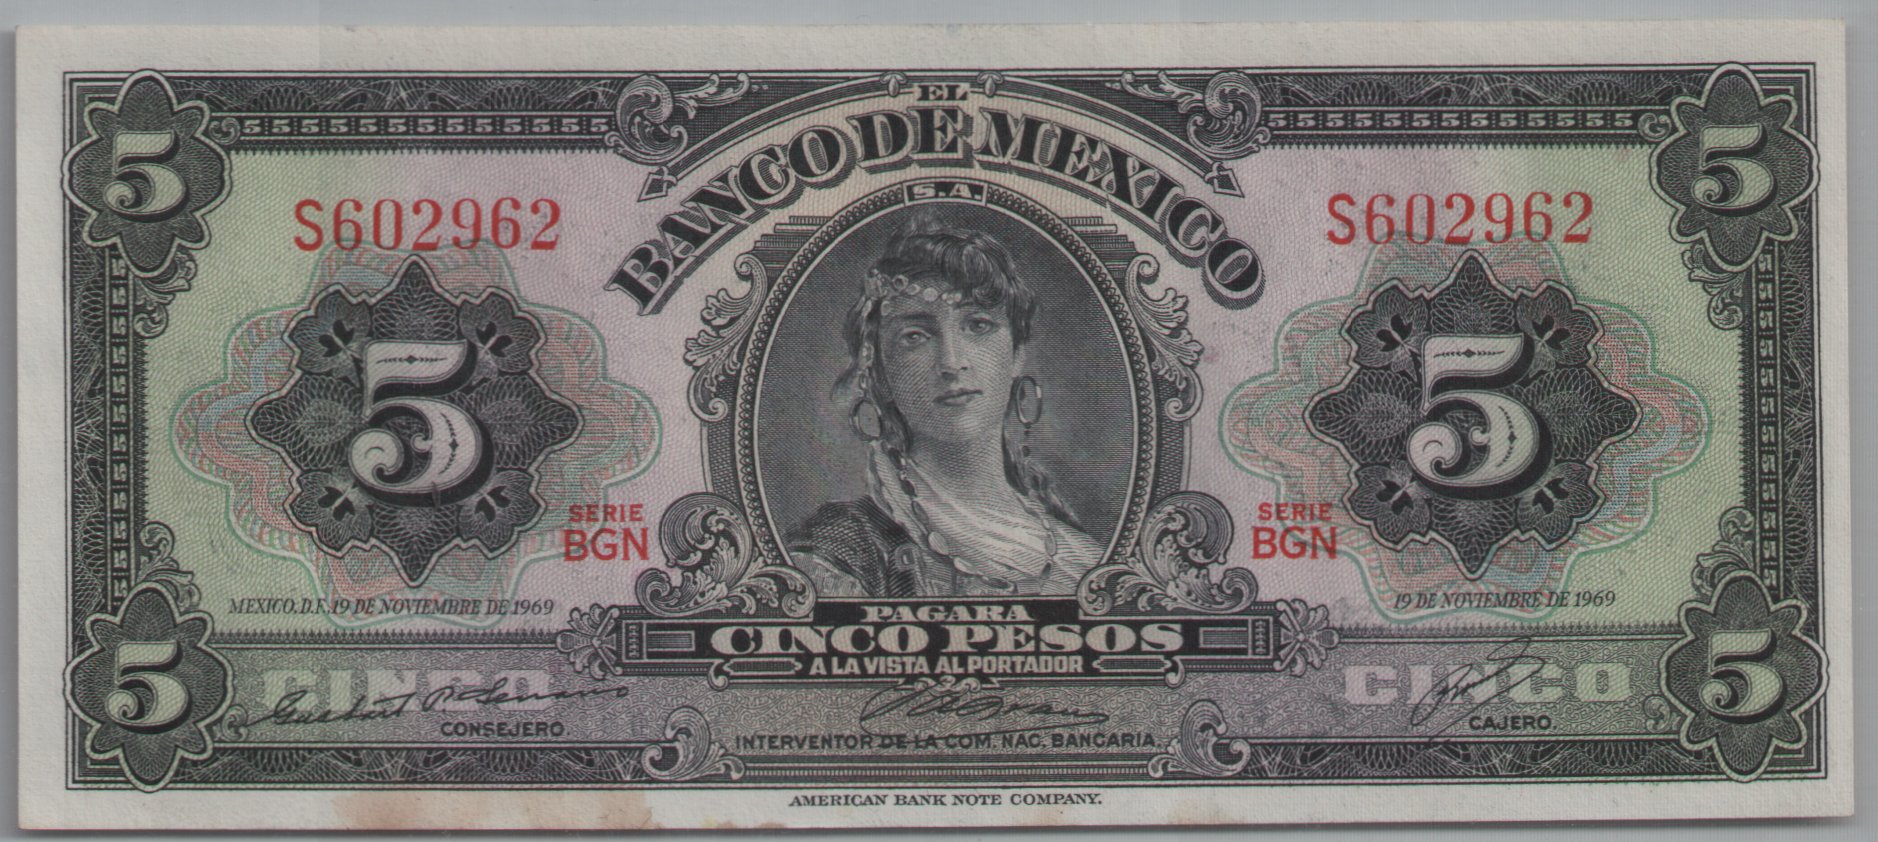 5
5
5555555555555
5555555555555
EL
BANCO DE MEXICO
S.A.
S602962
S602962
5
5
SERIE
BGN
SERIE
BGN
MEXICO, D.F. 19 DE NOVIEMBRE DE 1969
19 DE NOVIEMBRE DE 1969
PAGARA
CINCO PESOS
A LA VISTA AL PORTADOR
5
CINCO
CINCO
5
CONSEJERO.
INTERVENTOR DE LA COM. NAC. BANCARIA.
CAJERO.
AMERICAN BANK NOTE COMPANY.